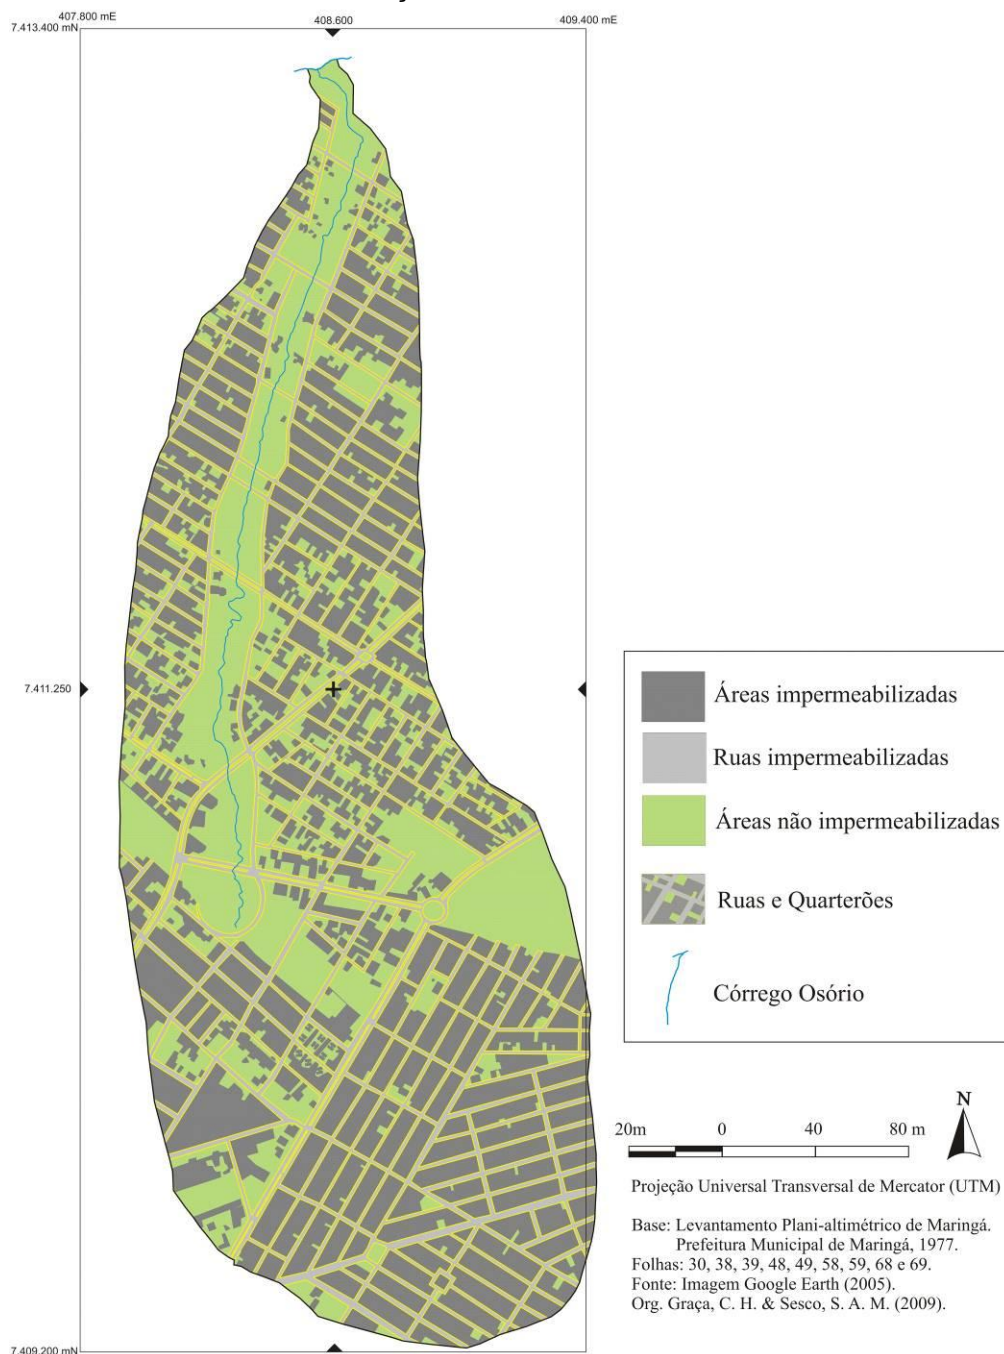 407.800 mE
408.600
409.400 mE
7.413.400 mN
7.411.250
Áreas impermeabilizadas
Ruas impermeabilizadas
Áreas não impermeabilizadas
Ruas e Quarterões
Córrego Osório
N
20m 0 40 80 m
Projeção Universal Transversal de Mercator (UTM)
Base: Levantamento Plani-altimétrico de Maringá.
Prefeitura Municipal de Maringá, 1977.
Folhas: 30, 38, 39, 48, 49, 58, 59, 68 e 69.
Fonte: Imagem Google Earth (2005).
Org. Graça, C. H. & Sesco, S. A. M. (2009).
7.409.200 mN